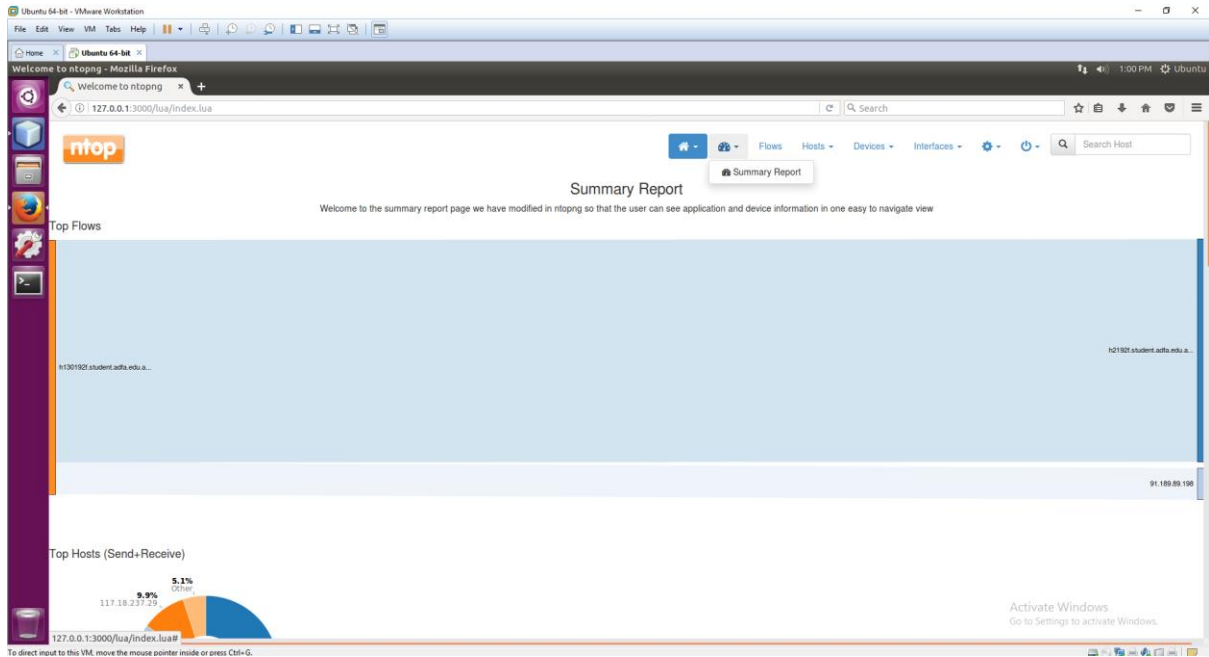 Ubuntu 64-bit - VMware Workstation
File Edit View VM Tabs Help
Home Ubuntu 64-bit
Welcome to ntopng - Mozilla Firefox 1:00 PM Ubuntu
Welcome to ntopng
127.0.0.1:3000/lua/index.lua Search
ntop Flows Hosts Devices Interfaces Search Host
Summary Report
Summary Report
Welcome to the summary report page we have modified in ntopng so that the user can see application and device information in one easy to navigate view
Top Flows
h2192f.student.adfa.edu.a...
h130192f.student.adfa.edu.a...
91.189.89.198
Top Hosts (Send+Receive)
5.1%
Other
9.9%
117.18.237.29
Activate Windows
Go to Settings to activate Windows.
127.0.0.1:3000/lua/index.lua#
To direct input to this VM, move the mouse pointer inside or press Ctrl+G.